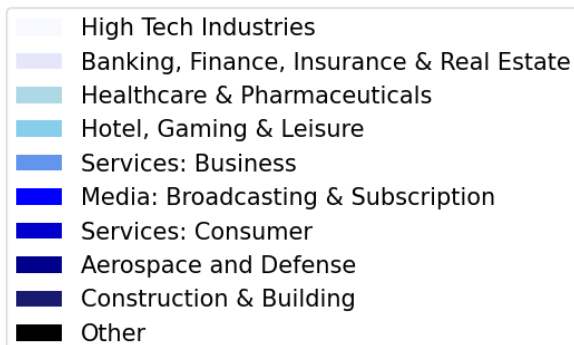 High Tech Industries
Banking, Finance, Insurance & Real Estate
Healthcare & Pharmaceuticals
Hotel, Gaming & Leisure
Services: Business
Media: Broadcasting & Subscription
Services: Consumer
Aerospace and Defense
Construction & Building
Other